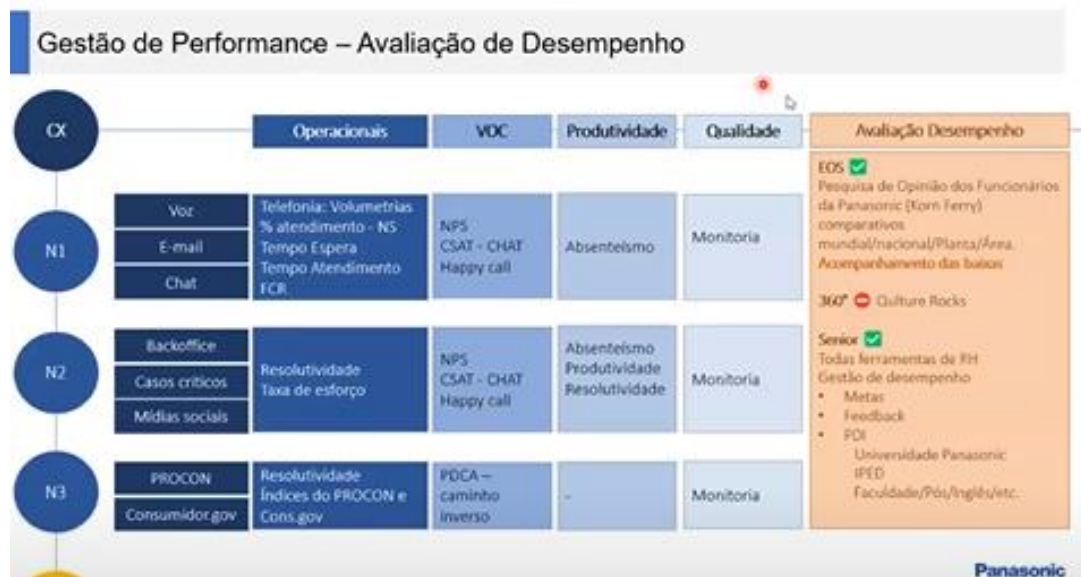 Gestão de Performance – Avaliação de Desempenho
CX
Operacionais
VOC
Produtividade
Qualidade
Avaliação Desempenho
N1
Voz
E-mail
Chat
Telefonia: Volumetrias
% atendimento - NS
Tempo Espera
Tempo Atendimento
FCR
NPS
CSAT - CHAT
Happy call
Absenteísmo
Monitoria
N2
Backoffice
Casos críticos
Mídias sociais
Resolutividade
Taxa de esforço
NPS
CSAT - CHAT
Happy call
Absenteísmo
Produtividade
Resolutividade
Monitoria
N3
PROCON
Consumidor.gov
Resolutividade
Índices do PROCON e
Cons.gov
PDCA –
caminho
inverso
-
Monitoria
EOS ✅
Pesquisa de Opinião dos Funcionários
da Panasonic (Korn Ferry)
comparativos
mundial/nacional/Planta/Área.
Acompanhamento das baixas
360° ⛔ Qulture Rocks
Senior ✅
Todas ferramentas de RH
Gestão de desempenho
• Metas
• Feedback
• PDI
Universidade Panasonic
IPED
Faculdade/Pós/Inglês/etc.
Panasonic